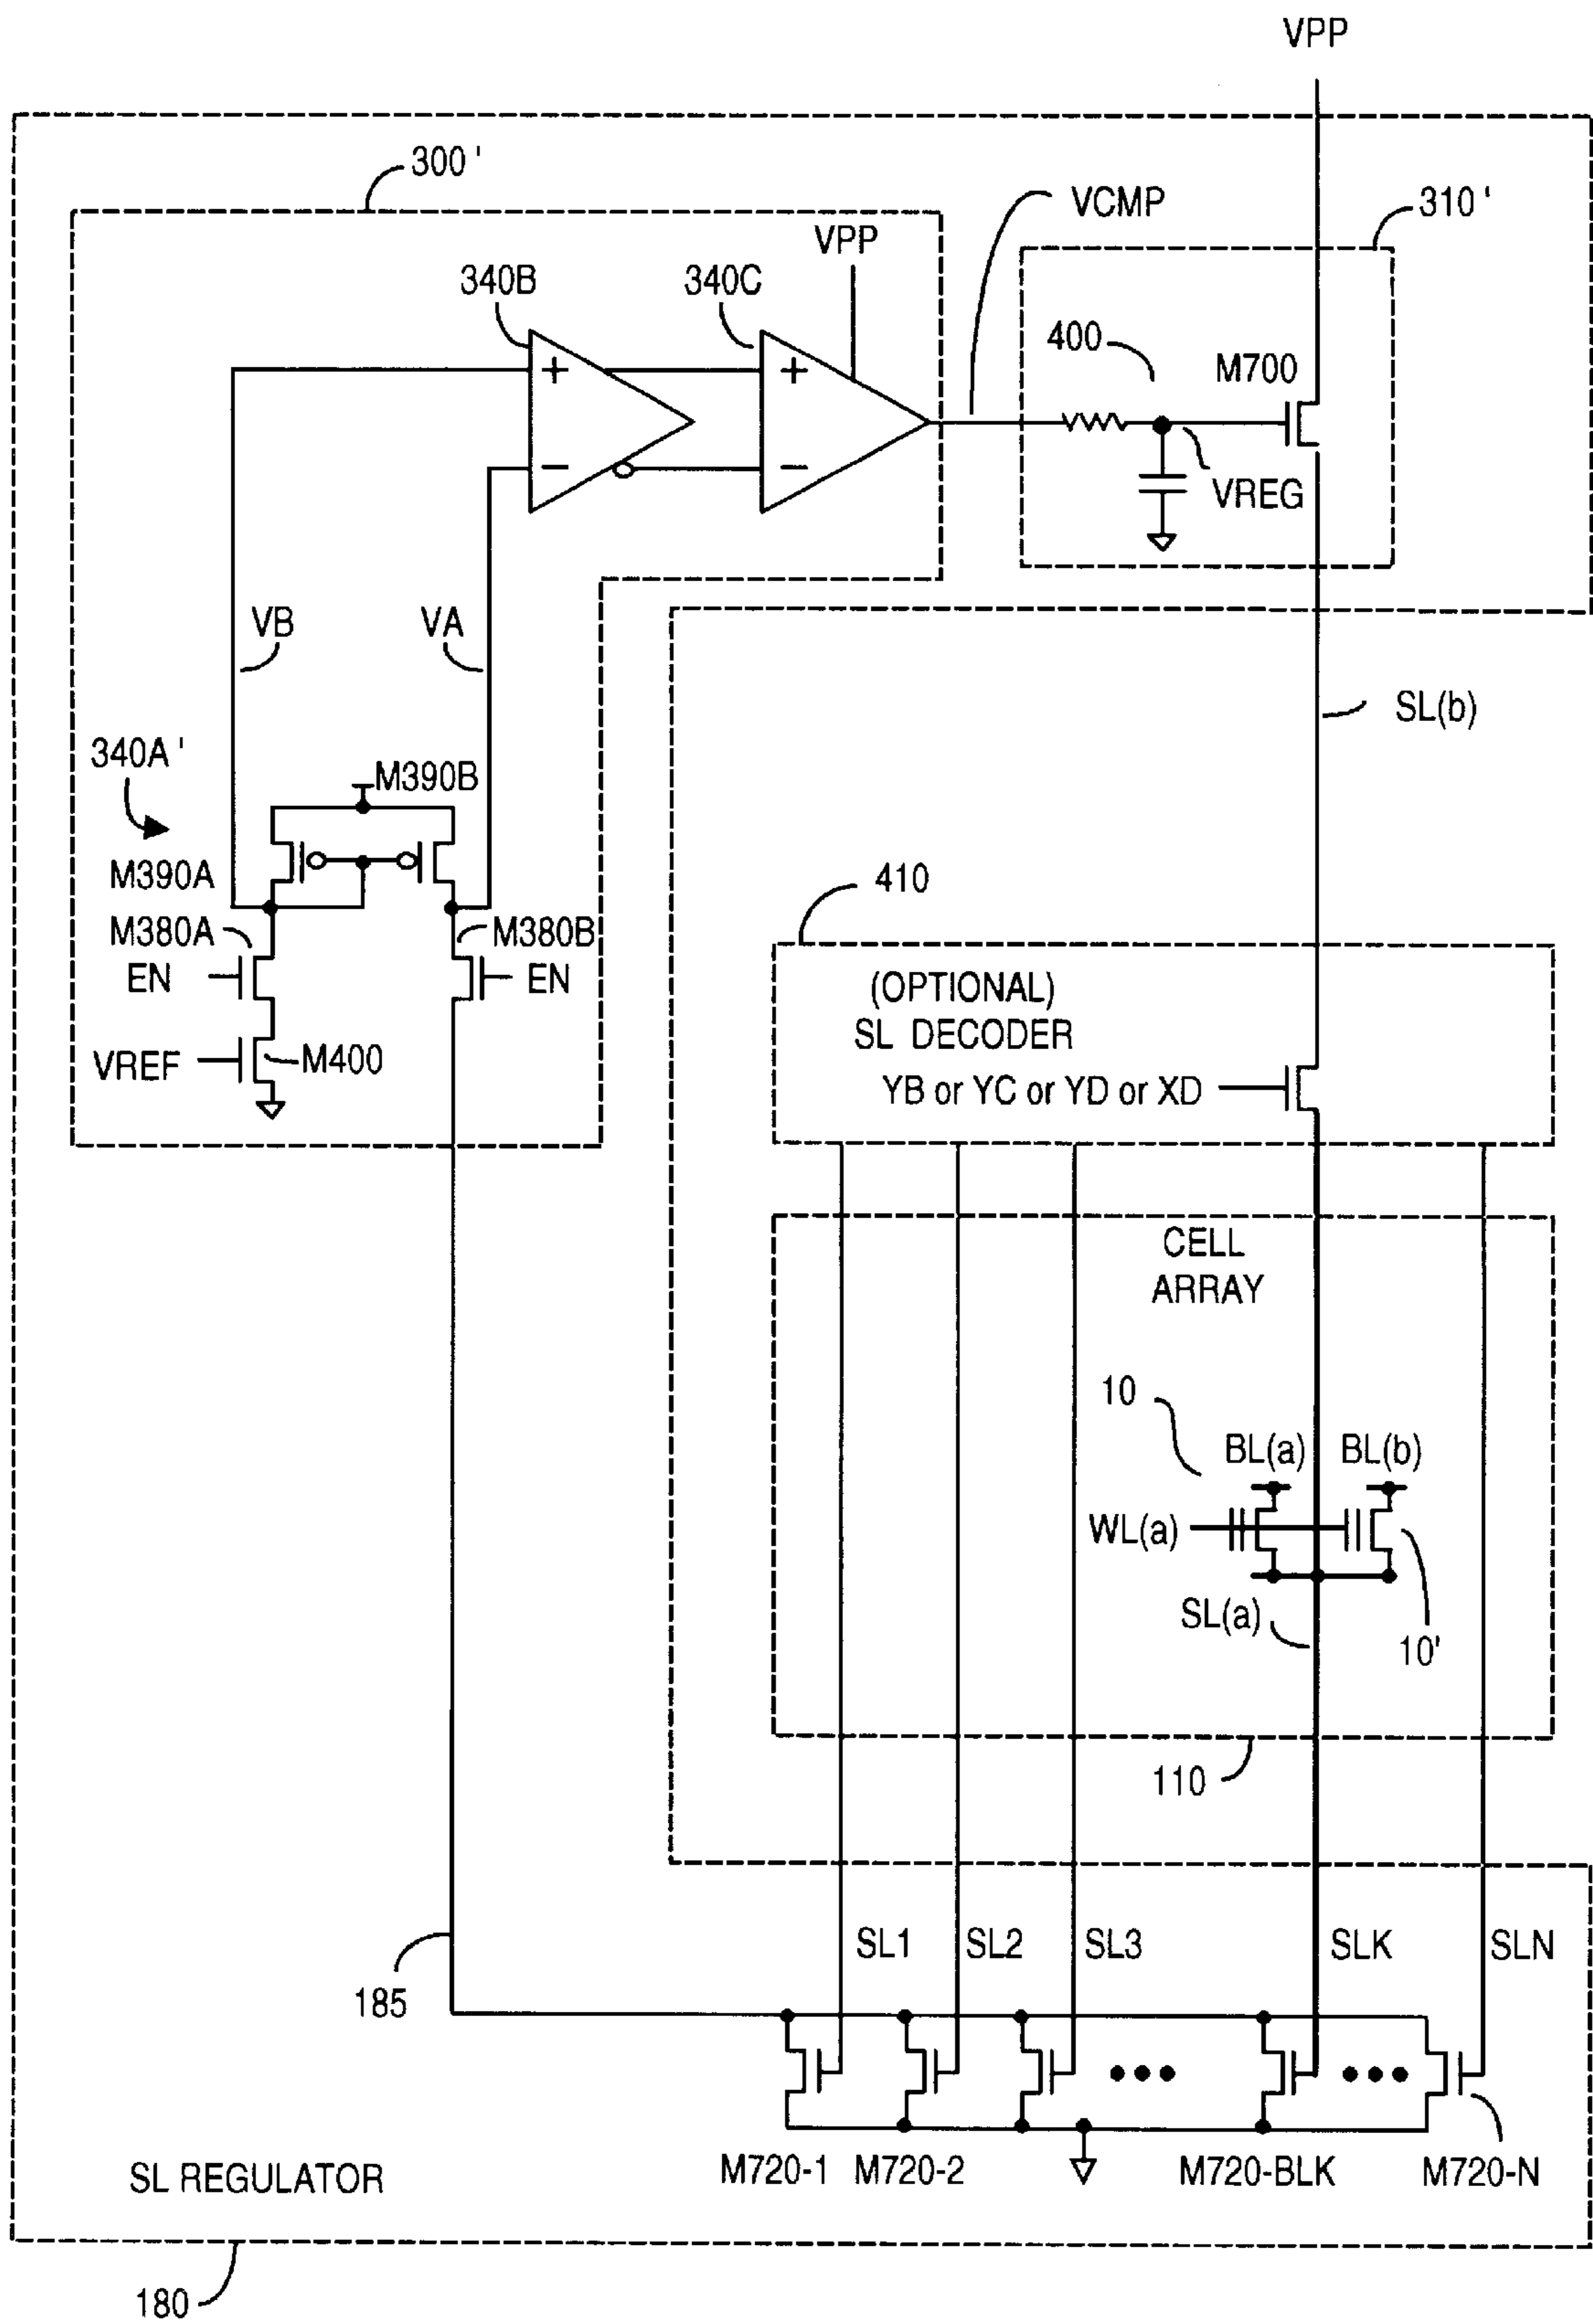 VPP
300'
VCMP
310'
VPP
340B
340C
400
M700
+
+
−
−
VREG
VB
VA
SL(b)
340A'
M390B
M390A
410
M380A
M380B
EN
EN
(OPTIONAL)
SL DECODER
VREF
M400
YB or YC or YD or XD
CELL
ARRAY
10
BL(a)
BL(b)
WL(a)
SL(a)
10'
110
SL1
SL2
SL3
SLK
SLN
185
M720-1
M720-2
M720-BLK
M720-N
SL REGULATOR
180